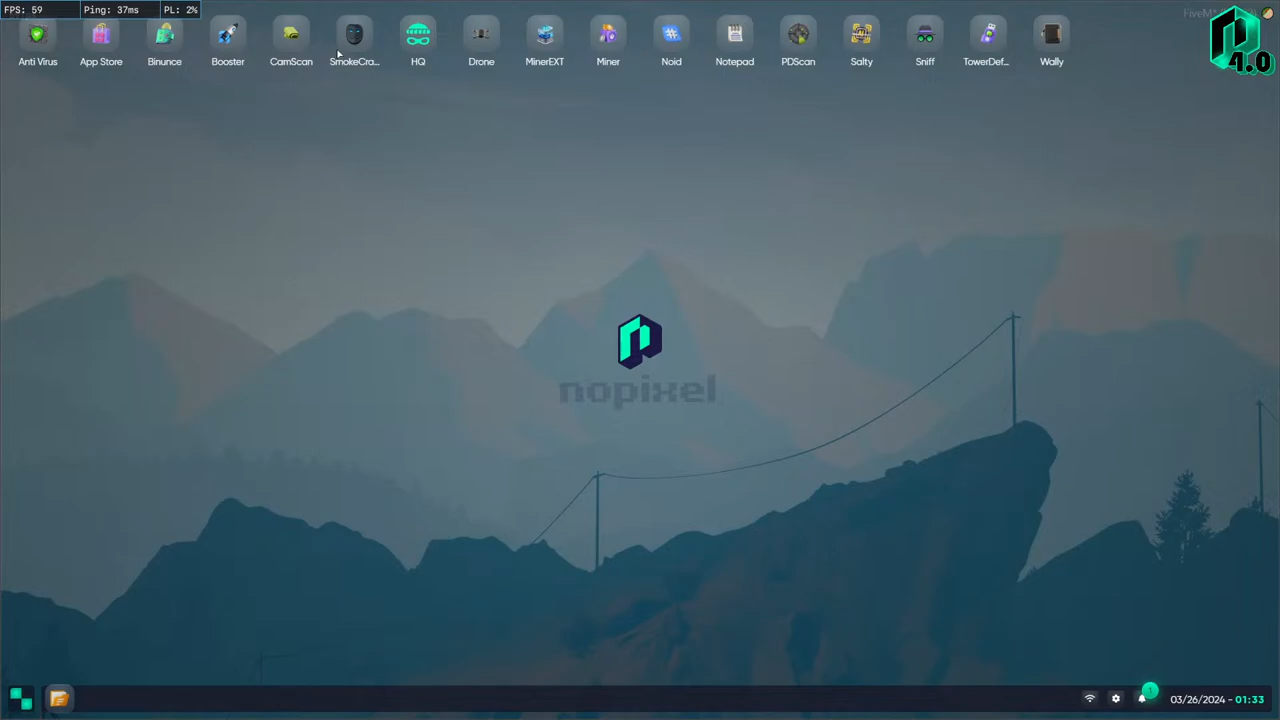 FPS: 59 Ping: 37ms PL: 2%
4.0
Anti Virus App Store Binunce Booster CamScan SmokeCra... HQ Drone MinerEXT Miner Noid Notepad PDScan Salty Sniff TowerDef... Wally
nopixel
1
03/26/2024 - 01:33